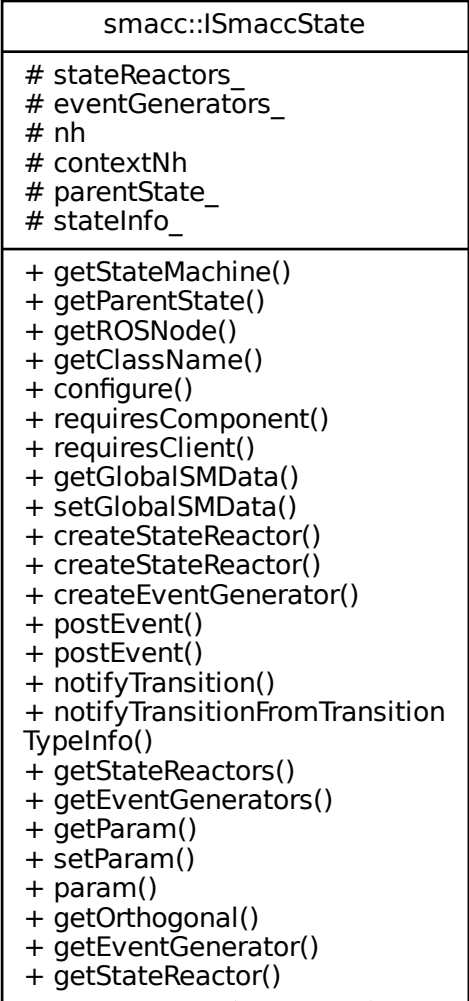 smacc::ISmaccState
# stateReactors_
# eventGenerators_
# nh
# contextNh
# parentState_
# stateInfo_
+ getStateMachine()
+ getParentState()
+ getROSNode()
+ getClassName()
+ configure()
+ requiresComponent()
+ requiresClient()
+ getGlobalSMData()
+ setGlobalSMData()
+ createStateReactor()
+ createStateReactor()
+ createEventGenerator()
+ postEvent()
+ postEvent()
+ notifyTransition()
+ notifyTransitionFromTransition
TypeInfo()
+ getStateReactors()
+ getEventGenerators()
+ getParam()
+ setParam()
+ param()
+ getOrthogonal()
+ getEventGenerator()
+ getStateReactor()